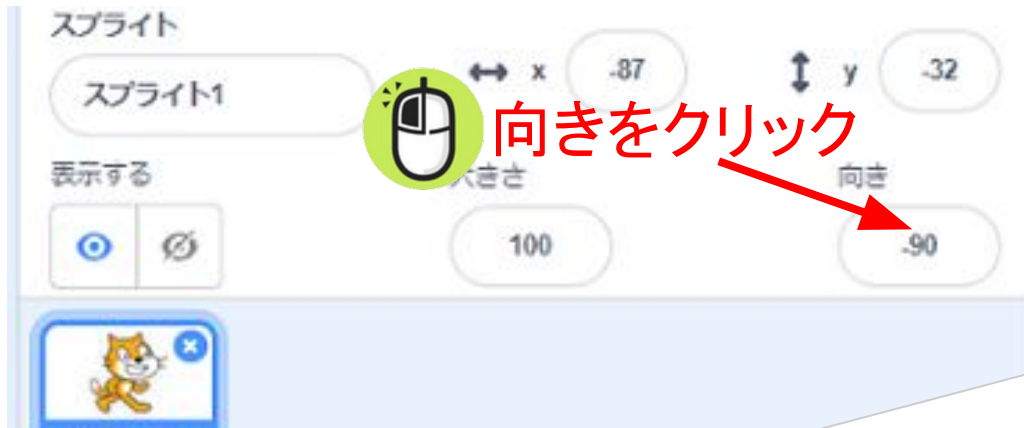 スプライト
スプライト1
x -87
y -32
向きをクリック
表示する
大きさ
向き
100
-90